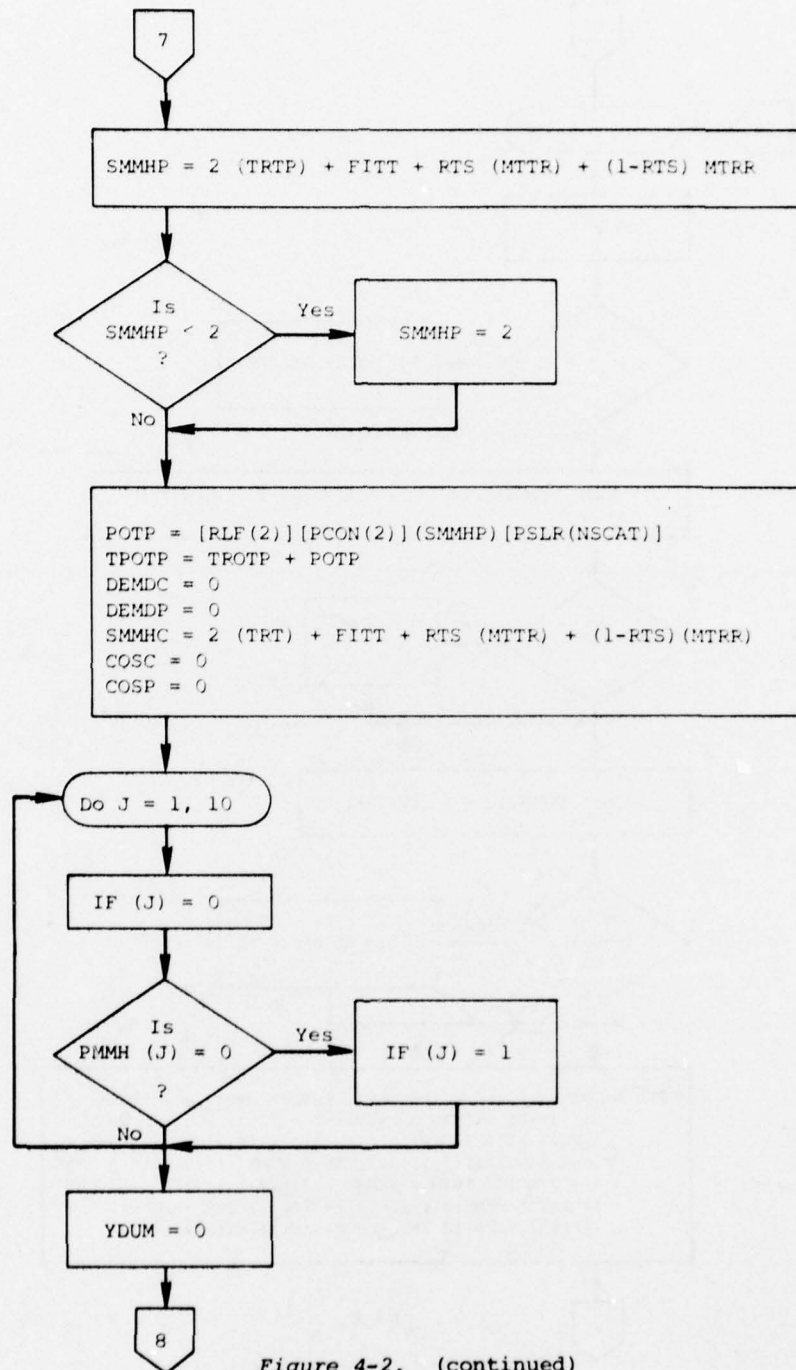 7
SMMHP = 2 (TRTP) + FITT + RTS (MTTR) + (1-RTS) MTRR
Is
SMMHP < 2
?
Yes
SMMHP = 2
No
POTP = [RLF(2)][PCON(2)](SMMHP)[PSLR(NSCAT)]
TPOTP = TROTP + POTP
DEMDC = 0
DEMDP = 0
SMMHC = 2 (TRT) + FITT + RTS (MTTR) + (1-RTS)(MTRR)
COSC = 0
COSP = 0
Do J = 1, 10
IF (J) = 0
Is
PMMH (J) = 0
?
Yes
IF (J) = 1
No
YDUM = 0
8
Figure 4-2. (continued)